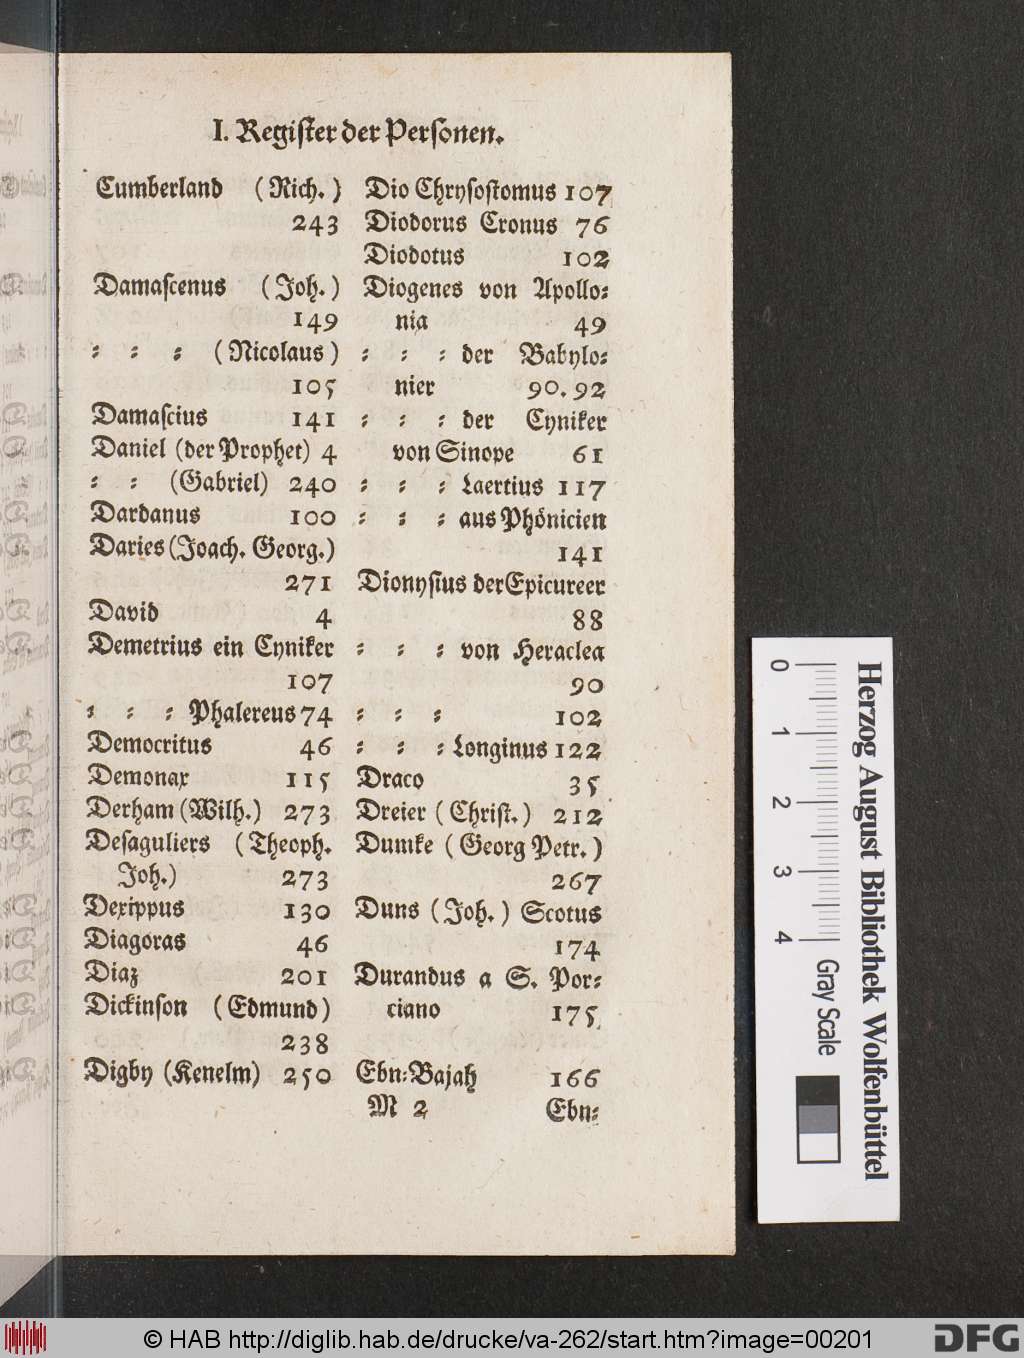 I. Register der Personen.
Cumberland (Rich.)
243
Damaſcenus (Joh.)
149
⸗ ⸗ ⸗ (Nicolaus)
105
Damaſcius 141
Daniel (der Prophet) 4
⸗ ⸗ (Gabriel) 240
Dardanus 100
Daries (Joach. Georg.)
271
David 4
Demetrius ein Cyniker
107
⸗ ⸗ ⸗ Phalereus 74
Democritus 46
Demonax 115
Derham (Wilh.) 273
Deſaguliers (Theoph.
Joh.) 273
Dexippus 130
Diagoras 46
Diaz 201
Dickinſon (Edmund)
238
Digby (Kenelm) 250
Dio Chryſoſtomus 107
Diodorus Cronus 76
Diodotus 102
Diogenes von Apollo⸗
nia 49
⸗ ⸗ ⸗ der Babylo⸗
nier 90. 92
⸗ ⸗ ⸗ der Cyniker
von Sinope 61
⸗ ⸗ ⸗ Laertius 117
⸗ ⸗ ⸗ aus Phönicien
141
Dionyſius der Epicureer
88
⸗ ⸗ ⸗ von Heraclea
90
⸗ ⸗ ⸗ 102
⸗ ⸗ ⸗ Longinus 122
Draco 35
Dreier (Chriſt.) 212
Dumke (Georg Petr.)
267
Duns (Joh.) Scotus
174
Durandus a S. Por⸗
ciano 175
Ebn⸗Bajah 166
M 2 Ebn⸗
Herzog August Bibliothek Wolfenbüttel
0 1 2 3 4 Gray Scale
© HAB http://diglib.hab.de/drucke/va-262/start.htm?image=00201
DFG